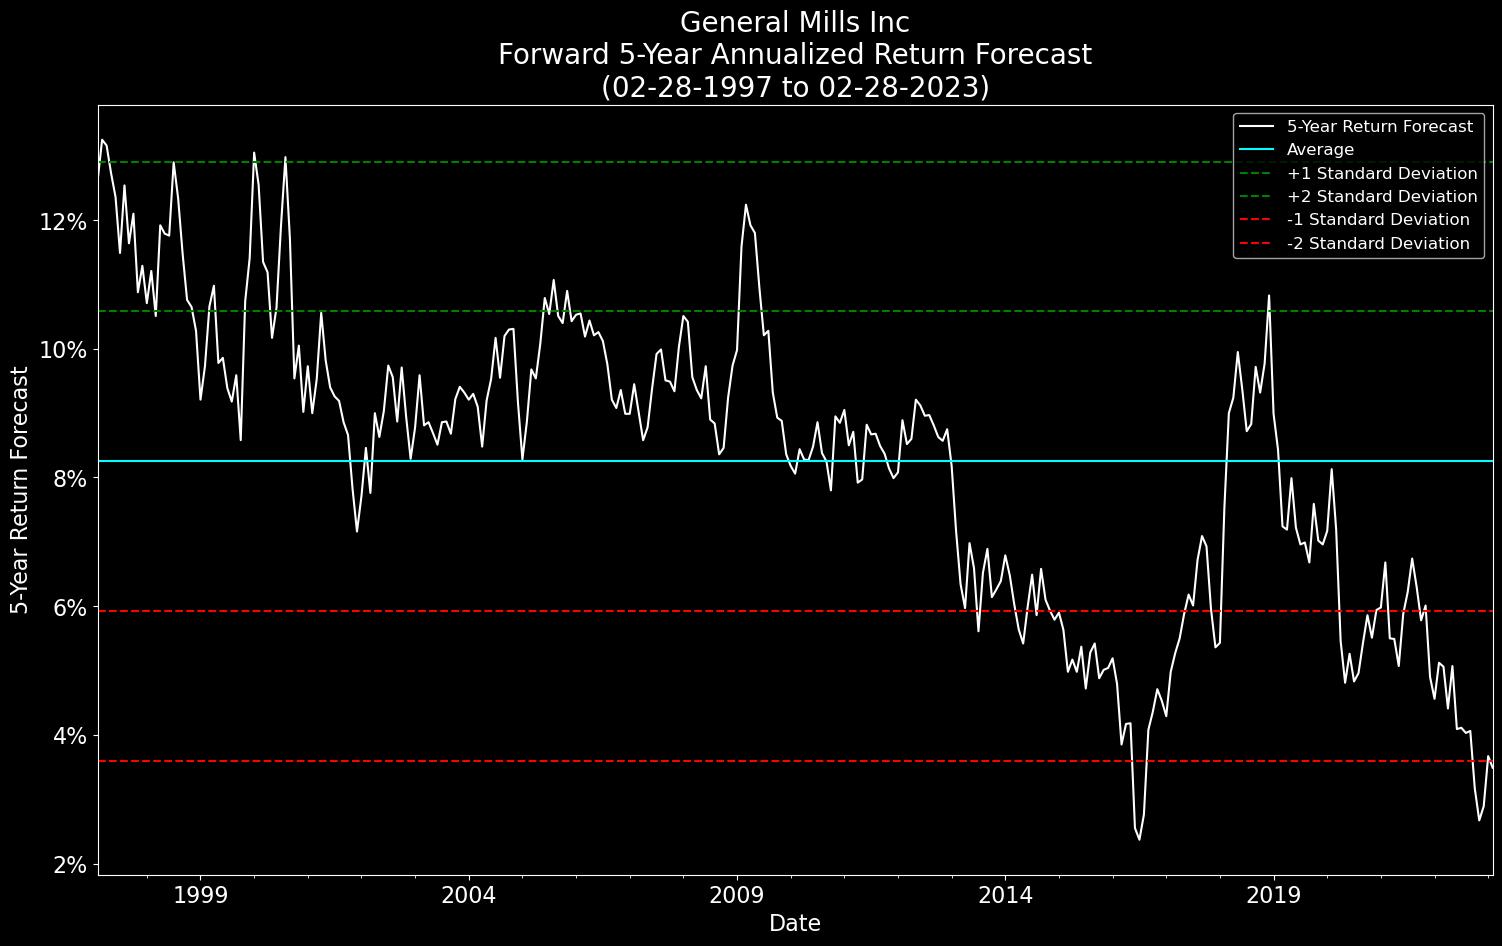 General Mills Inc
Forward 5-Year Annualized Return Forecast
(02-28-1997 to 02-28-2023)
5-Year Return Forecast
Average
+1 Standard Deviation
+2 Standard Deviation
-1 Standard Deviation
-2 Standard Deviation
5-Year Return Forecast
12%
10%
8%
6%
4%
2%
1999
2004
2009
2014
2019
Date